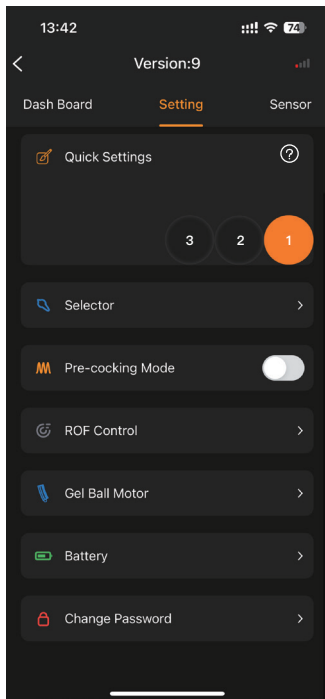 13:42
74
Version:9
Dash Board
Setting
Sensor
Quick Settings
?
3
2
1
Selector
Pre-cocking Mode
ROF Control
Gel Ball Motor
Battery
Change Password